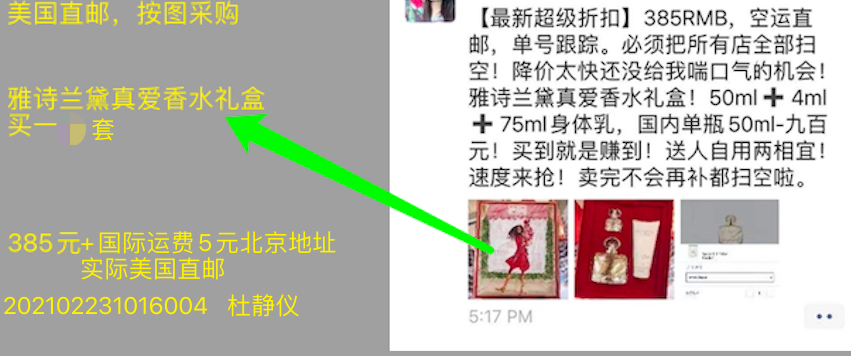 美国直邮，按图采购
雅诗兰黛真爱香水礼盒
买一 套
385元+国际运费5元北京地址
实际美国直邮
202102231016004 杜静仪
【最新超级折扣】385RMB，空运直
邮，单号跟踪。必须把所有店全部扫
空！降价太快还没给我喘口气的机会！
雅诗兰黛真爱香水礼盒！50ml➕4ml
➕75ml身体乳，国内单瓶50ml-九百
元！买到就是赚到！送人自用两相宜！
速度来抢！卖完不会再补都扫空啦。
5:17 PM